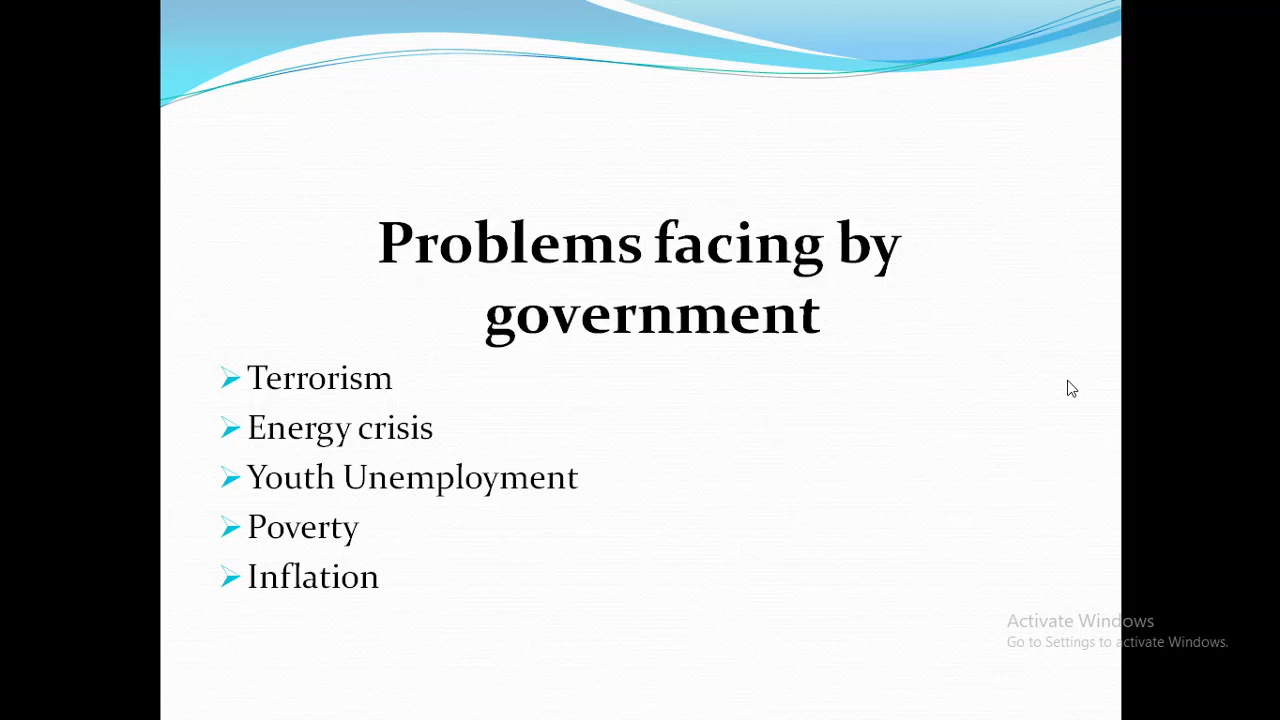 Problems facing by
government
Terrorism
Energy crisis
Youth Unemployment
Poverty
Inflation
Activate Windows
Go to Settings to activate Windows.